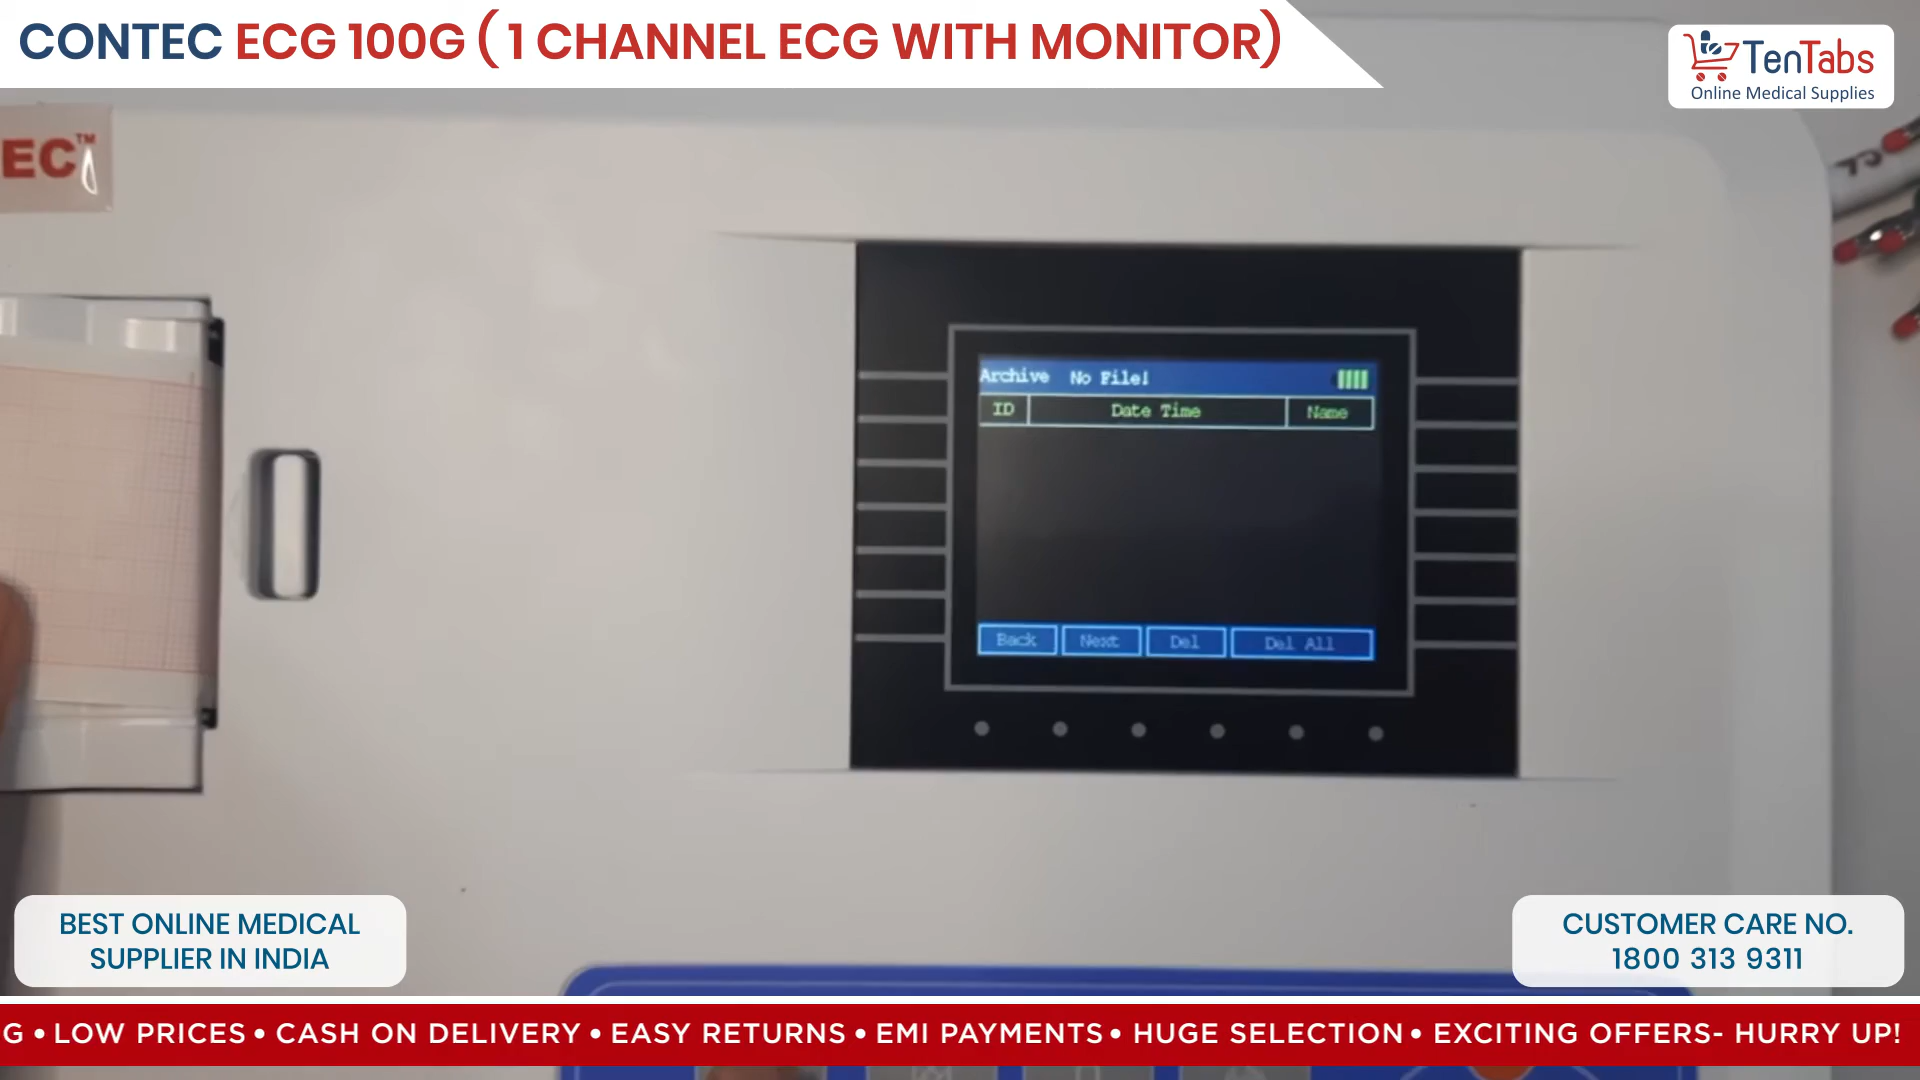 CONTEC ECG 100G ( 1 CHANNEL ECG WITH MONITOR)
TenTabs
Online Medical Supplies
EC™
Archive No File!
ID Date Time Name
Back Next Del Del All
BEST ONLINE MEDICAL
SUPPLIER IN INDIA
CUSTOMER CARE NO.
1800 313 9311
G • LOW PRICES • CASH ON DELIVERY • EASY RETURNS • EMI PAYMENTS • HUGE SELECTION • EXCITING OFFERS- HURRY UP!